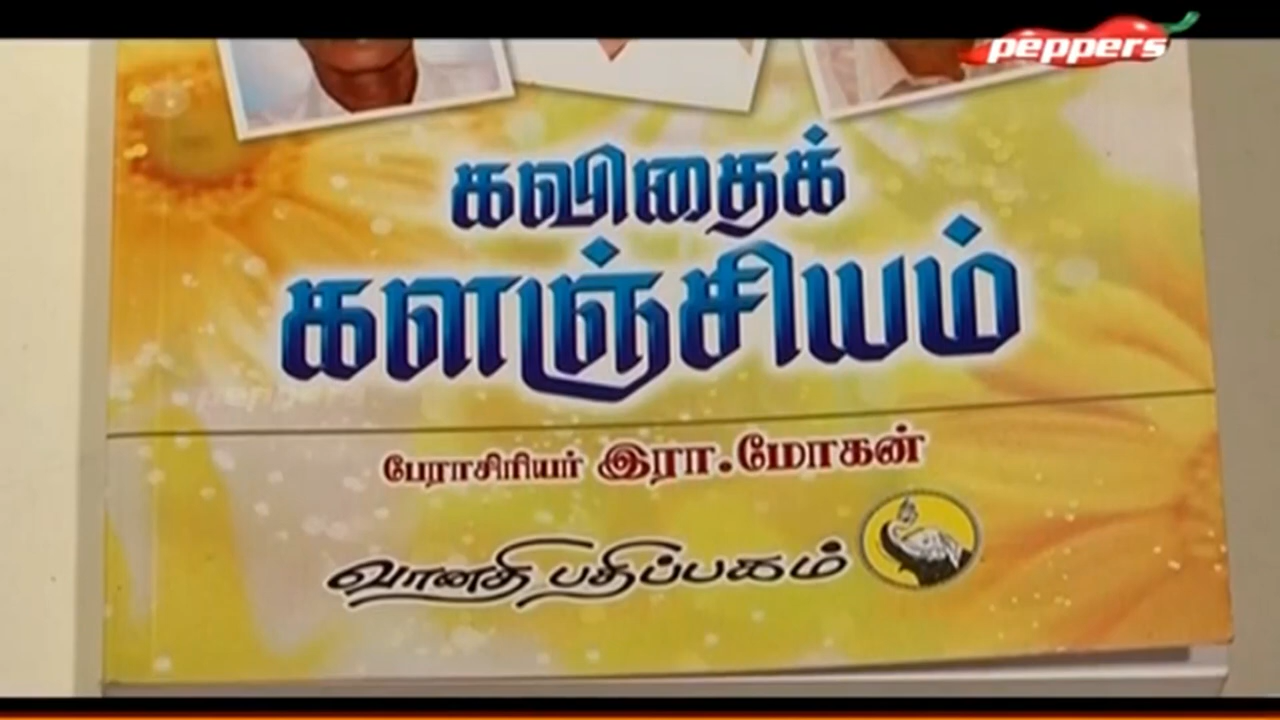 peppers
கவிதைக்
களஞ்சியம்
பேராசிரியர் இரா.மோகன்
வானதி பதிப்பகம்